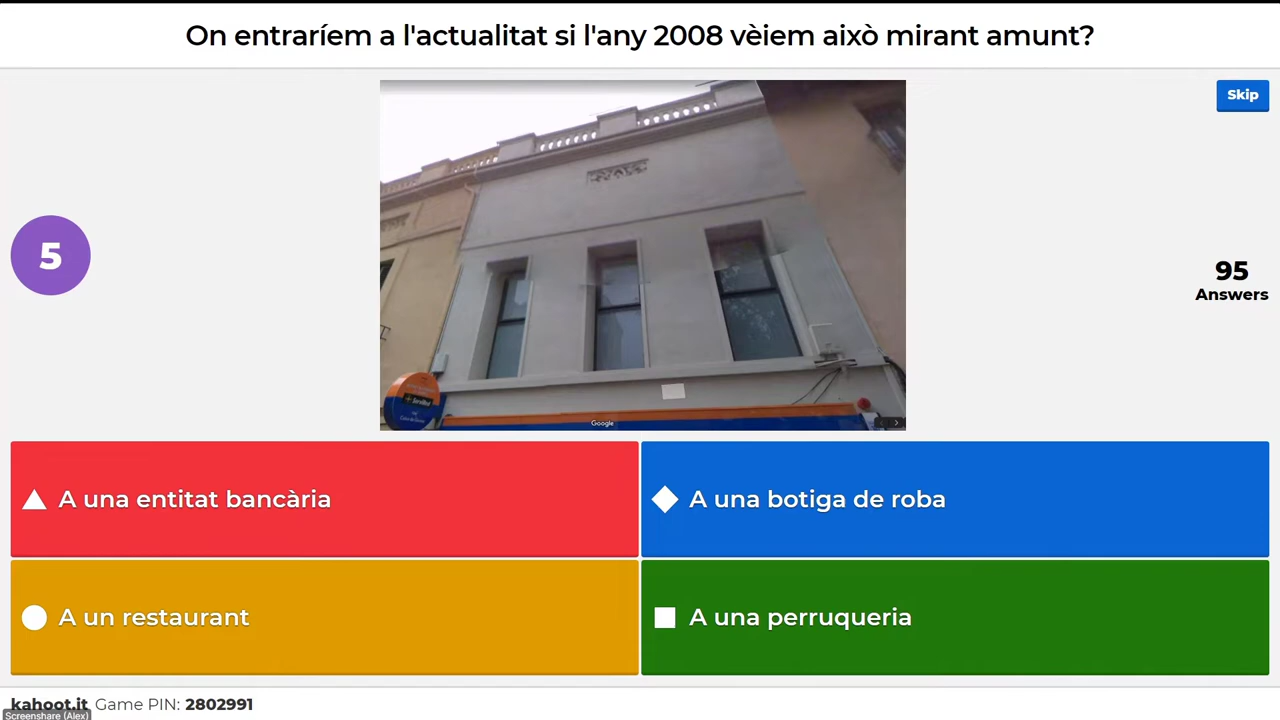 On entraríem a l'actualitat si l'any 2008 vèiem això mirant amunt?
Skip
5
95
Answers
Google
A una entitat bancària
A una botiga de roba
A un restaurant
A una perruqueria
kahoot.it Game PIN: 2802991
Screenshare (Alex)